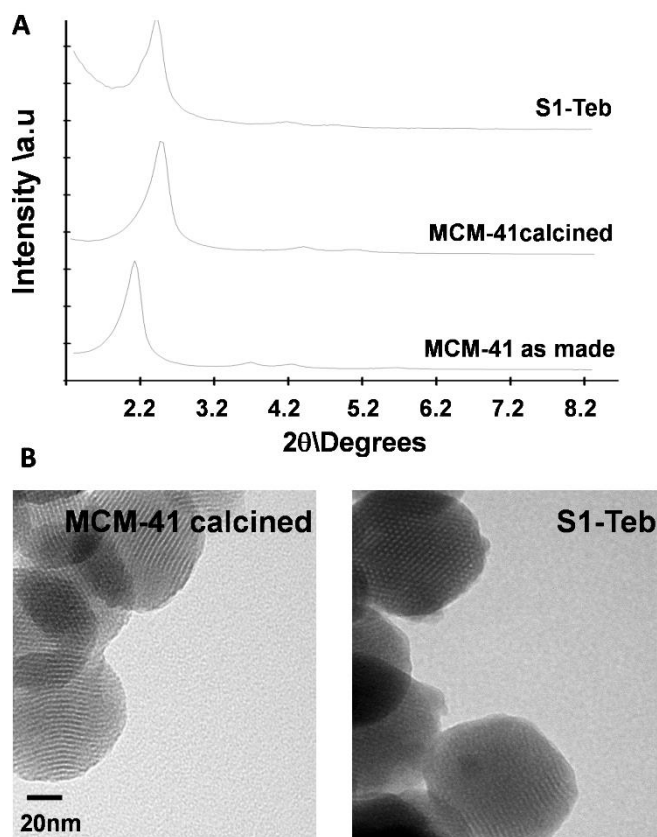 A
Intensity \a.u
S1-Teb
MCM-41calcined
MCM-41 as made
2.2 3.2 4.2 5.2 6.2 7.2 8.2
2θ\Degrees
B
MCM-41 calcined
S1-Teb
20nm